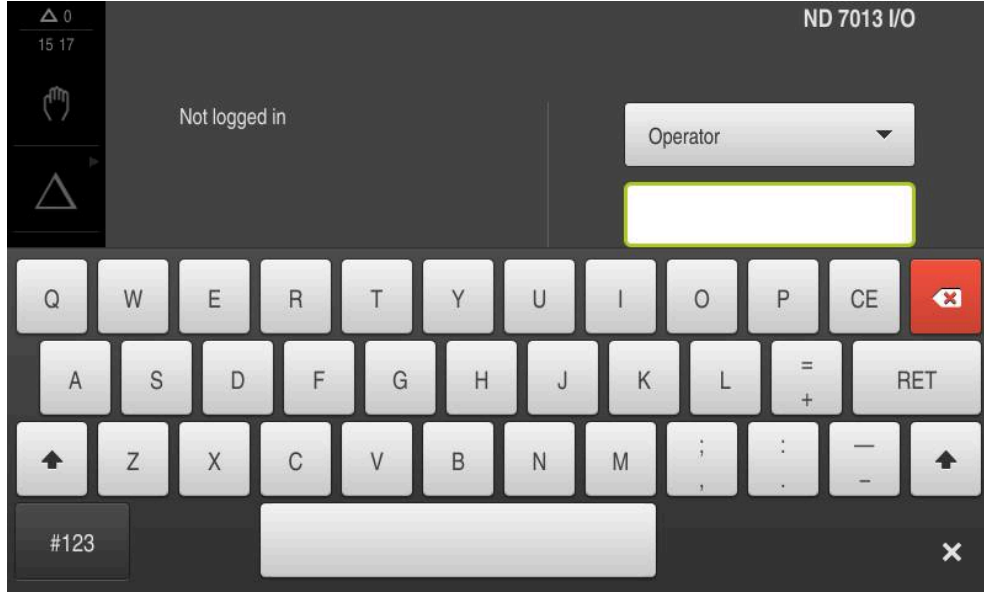 0
ND 7013 I/O
15 17
Not logged in
Operator
Q W E R T Y U I O P CE
A S D F G H J K L = + RET
Z X C V B N M ; , : . — –
#123